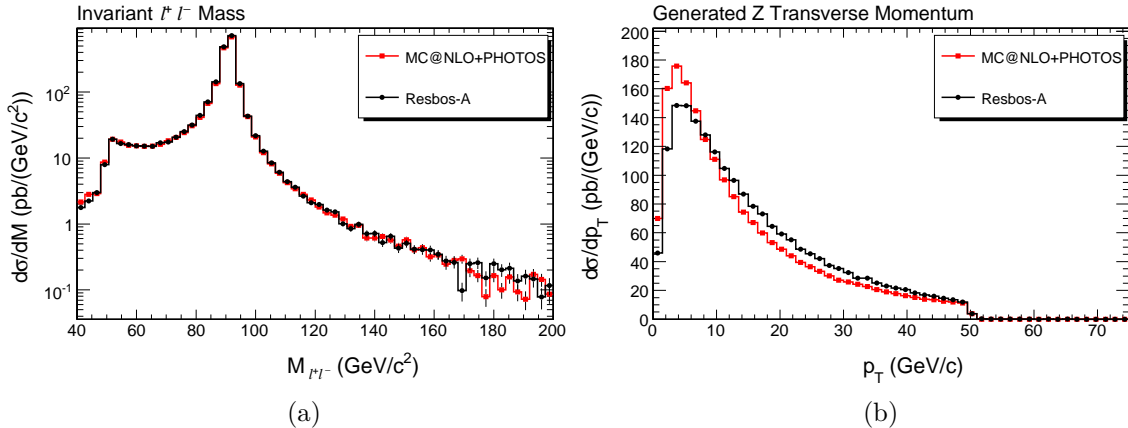 Invariant l⁺ l⁻ Mass
dσ/dM (pb/(GeV/c²))
10²
10
1
10⁻¹
MC@NLO+PHOTOS
Resbos-A
40 60 80 100 120 140 160 180 200
M l⁺l⁻ (GeV/c²)
(a)
Generated Z Transverse Momentum
dσ/dp_T (pb/(GeV/c))
200
180
160
140
120
100
80
60
40
20
0
MC@NLO+PHOTOS
Resbos-A
0 10 20 30 40 50 60 70
p_T (GeV/c)
(b)